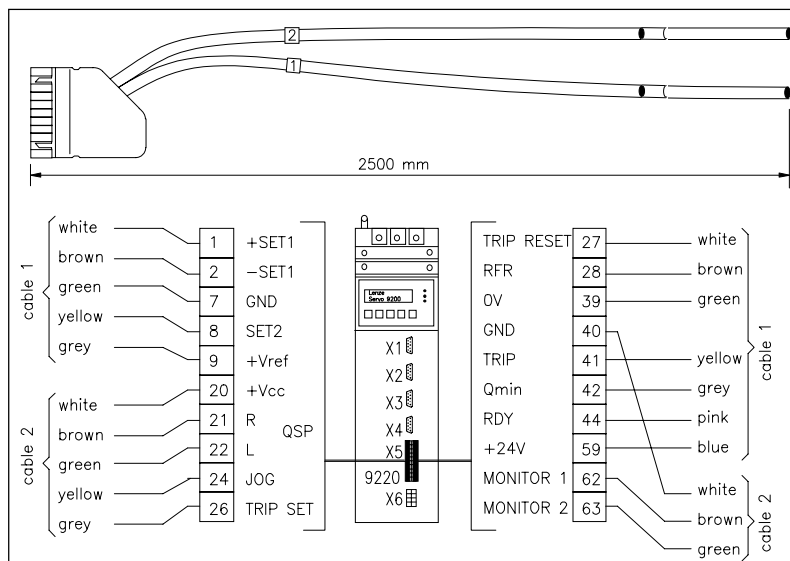 2
1
2500 mm
cable 1
white
brown
green
yellow
grey
cable 2
white
brown
green
yellow
grey
1 +SET1
2 -SET1
7 GND
8 SET2
9 +Vref
20 +Vcc
21 R
QSP
22 L
24 JOG
26 TRIP SET
Lenze
Servo 9200
X1
X2
X3
X4
X5
9220
X6
TRIP RESET 27
RFR 28
0V 39
GND 40
TRIP 41
Qmin 42
RDY 44
+24V 59
MONITOR 1 62
MONITOR 2 63
white
brown
green
yellow
grey
pink
blue
cable 1
white
brown
green
cable 2